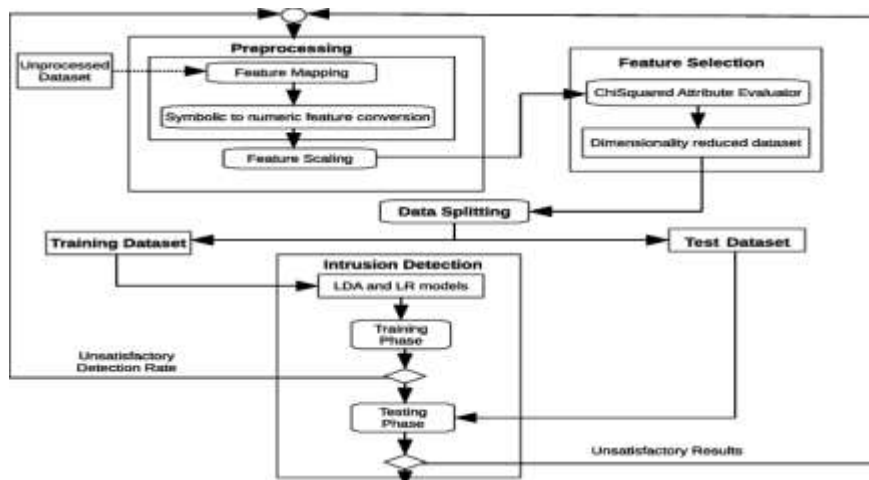 Preprocessing
Unprocessed
Dataset
Feature Mapping
Symbolic to numeric feature conversion
Feature Scaling
Feature Selection
ChiSquared Attribute Evaluator
Dimensionality reduced dataset
Data Splitting
Training Dataset
Test Dataset
Intrusion Detection
LDA and LR models
Training
Phase
Unsatisfactory
Detection Rate
Testing
Phase
Unsatisfactory Results